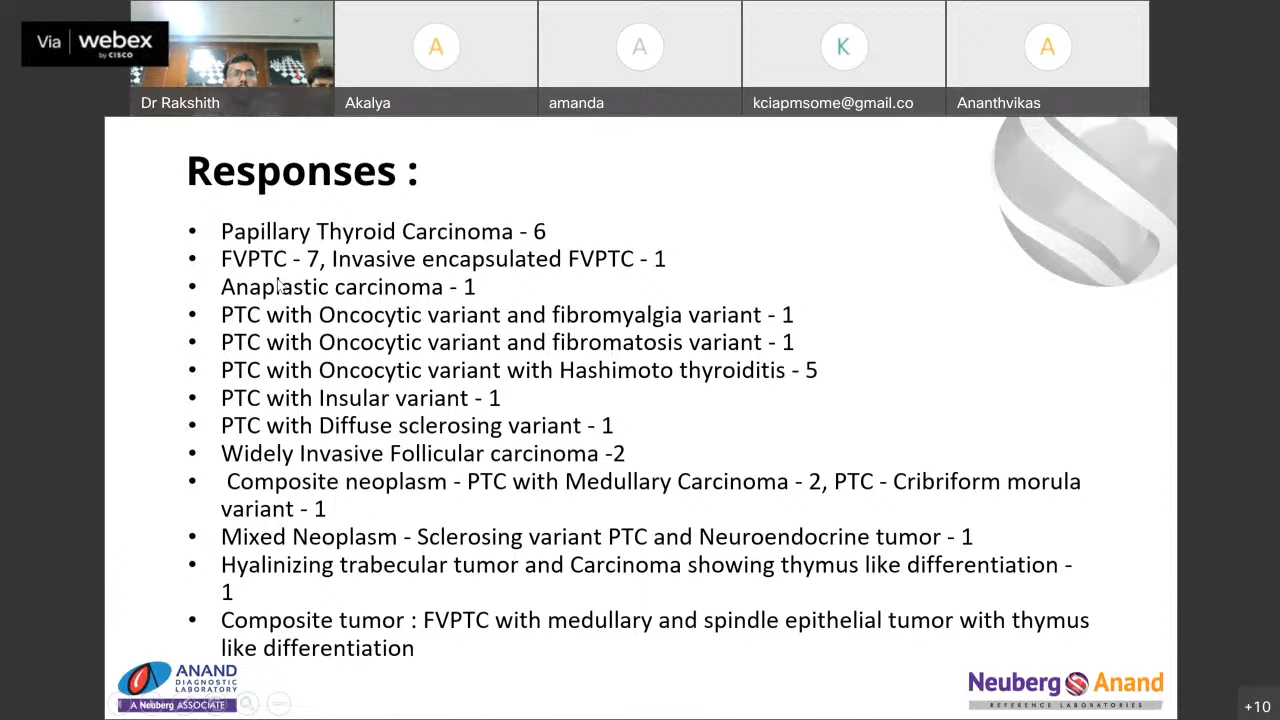 Via webex
by CISCO
A
A
K
A
Dr Rakshith
Akalya
amanda
kciapmsome@gmail.co
Ananthvikas
Responses :
• Papillary Thyroid Carcinoma - 6
• FVPTC - 7, Invasive encapsulated FVPTC - 1
• Anaplastic carcinoma - 1
• PTC with Oncocytic variant and fibromyalgia variant - 1
• PTC with Oncocytic variant and fibromatosis variant - 1
• PTC with Oncocytic variant with Hashimoto thyroiditis - 5
• PTC with Insular variant - 1
• PTC with Diffuse sclerosing variant - 1
• Widely Invasive Follicular carcinoma -2
• Composite neoplasm - PTC with Medullary Carcinoma - 2, PTC - Cribriform morula
variant - 1
• Mixed Neoplasm - Sclerosing variant PTC and Neuroendocrine tumor - 1
• Hyalinizing trabecular tumor and Carcinoma showing thymus like differentiation -
1
• Composite tumor : FVPTC with medullary and spindle epithelial tumor with thymus
like differentiation
ANAND
DIAGNOSTIC
LABORATORY
A Neuberg ASSOCIATE
Neuberg Anand
REFERENCE LABORATORIES
+10